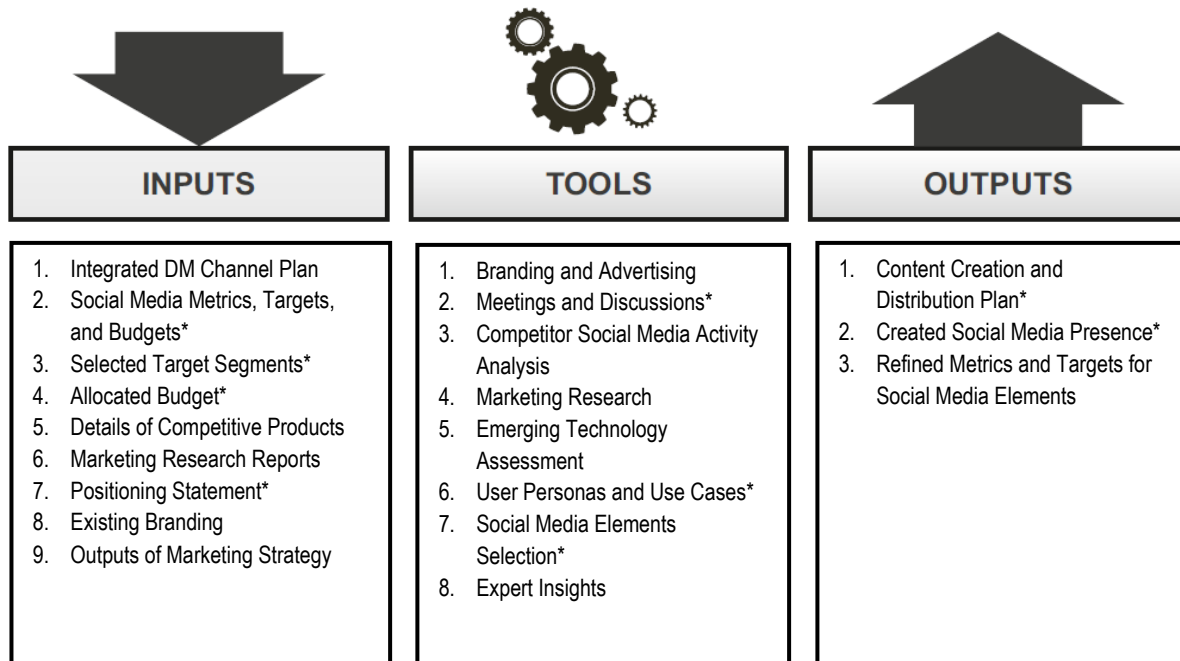 INPUTS
1. Integrated DM Channel Plan
2. Social Media Metrics, Targets,
and Budgets*
3. Selected Target Segments*
4. Allocated Budget*
5. Details of Competitive Products
6. Marketing Research Reports
7. Positioning Statement*
8. Existing Branding
9. Outputs of Marketing Strategy
TOOLS
1. Branding and Advertising
2. Meetings and Discussions*
3. Competitor Social Media Activity
Analysis
4. Marketing Research
5. Emerging Technology
Assessment
6. User Personas and Use Cases*
7. Social Media Elements
Selection*
8. Expert Insights
OUTPUTS
1. Content Creation and
Distribution Plan*
2. Created Social Media Presence*
3. Refined Metrics and Targets for
Social Media Elements